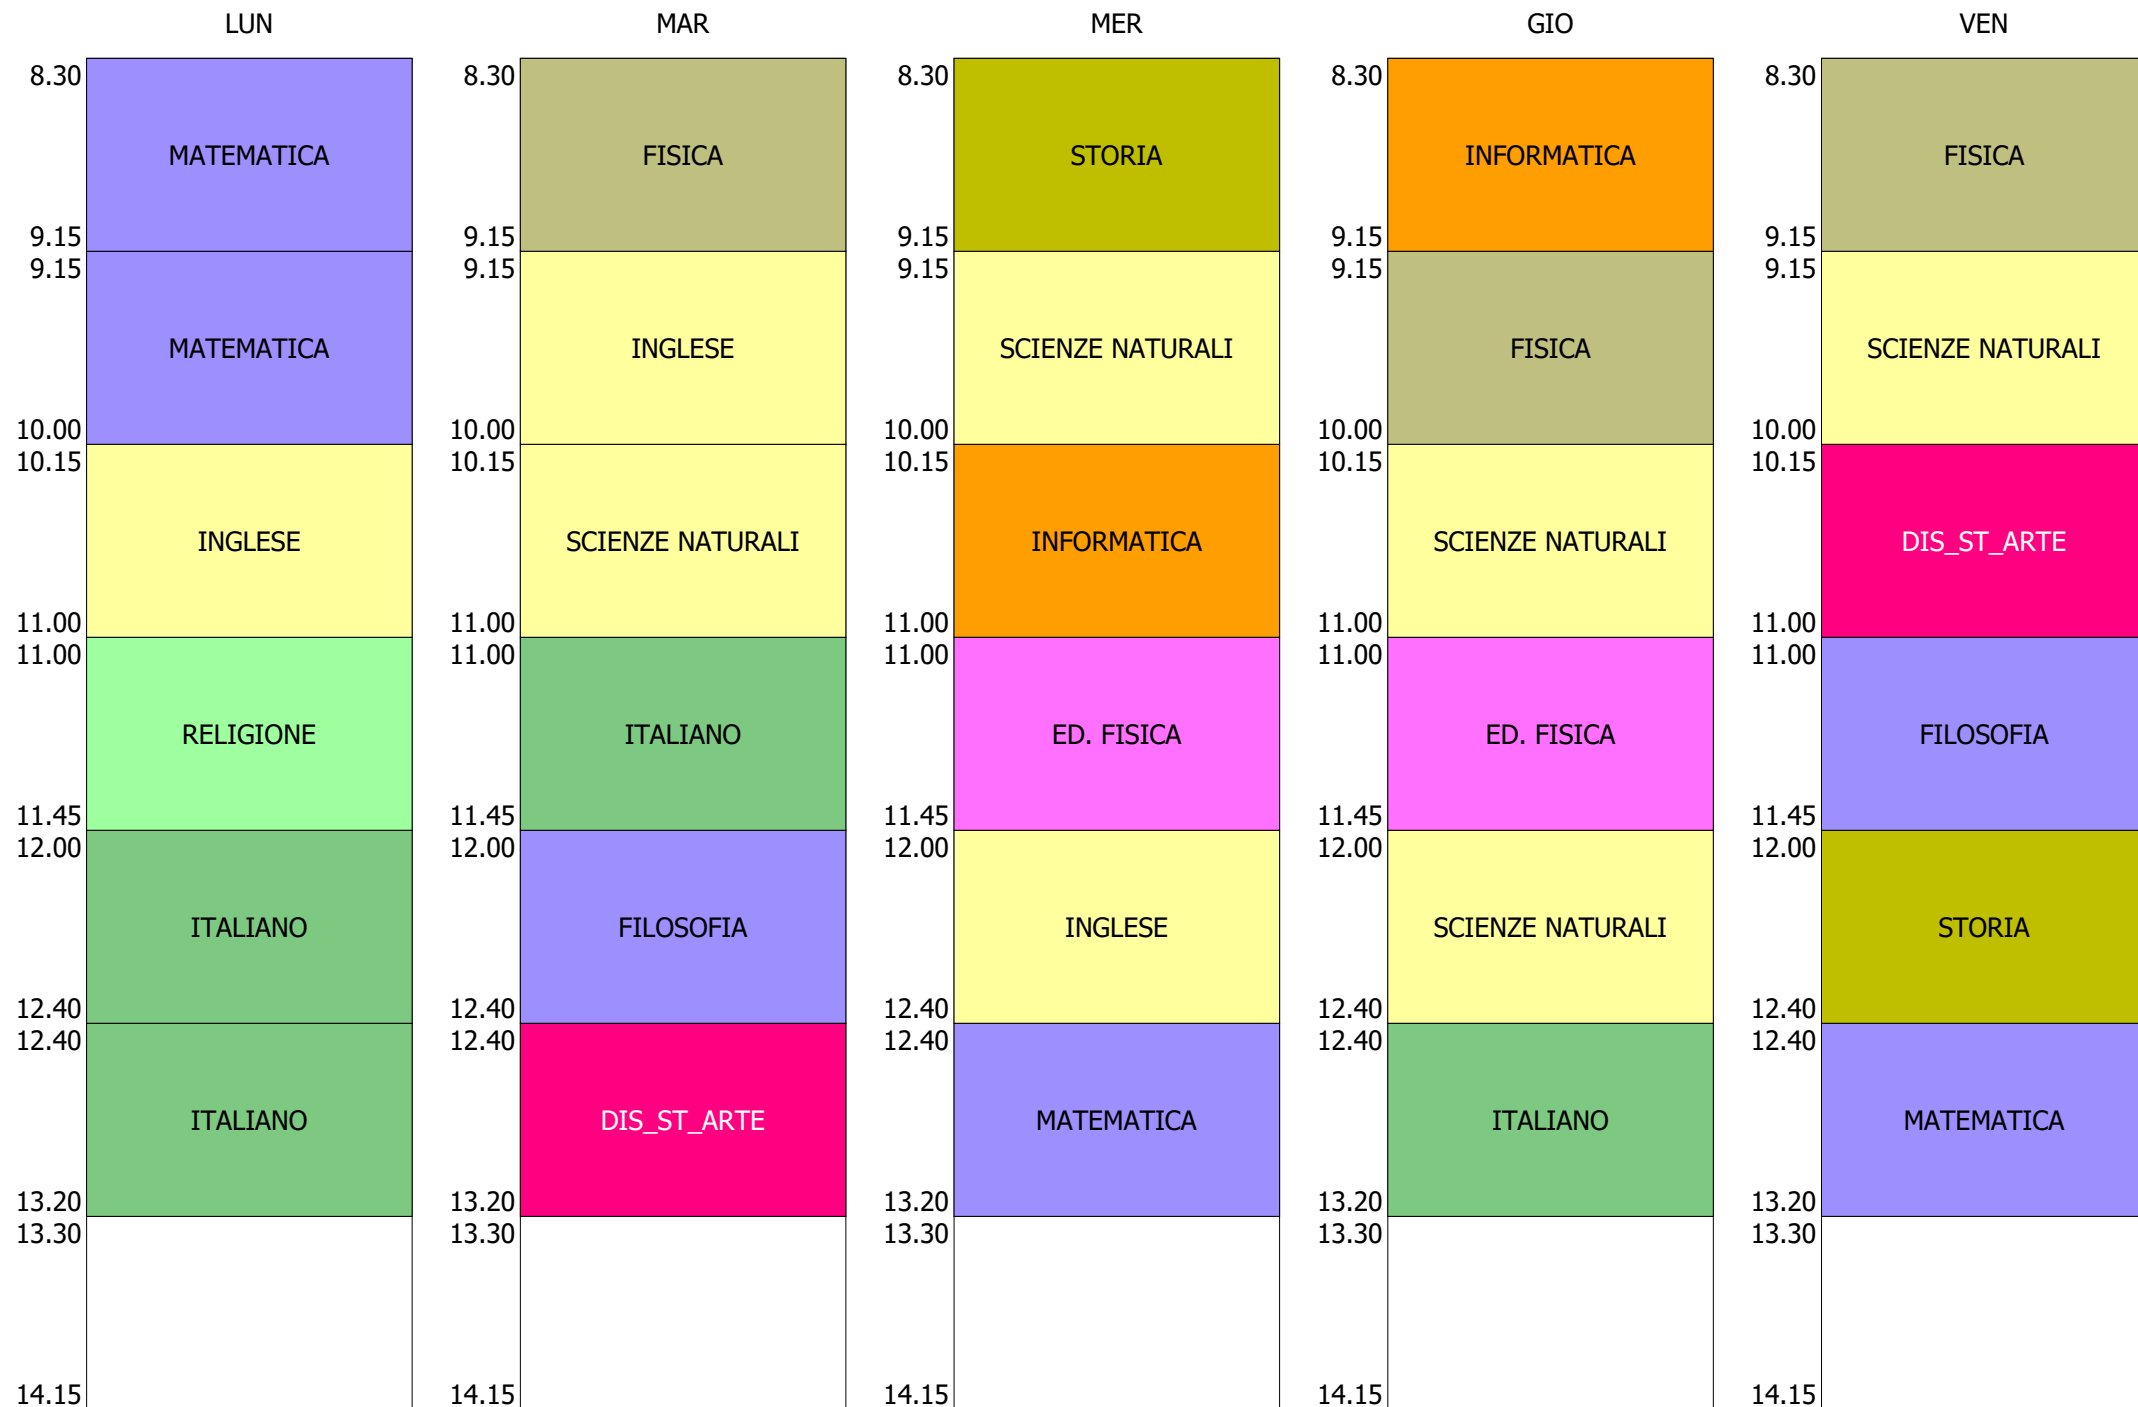 LUN MAR MER GIO VEN
8.30 8.30 8.30 8.30 8.30
MATEMATICA FISICA STORIA INFORMATICA FISICA
9.15 9.15 9.15 9.15 9.15
9.15 9.15 9.15 9.15 9.15
MATEMATICA INGLESE SCIENZE NATURALI FISICA SCIENZE NATURALI
10.00 10.00 10.00 10.00 10.00
10.15 10.15 10.15 10.15 10.15
INGLESE SCIENZE NATURALI INFORMATICA SCIENZE NATURALI DIS_ST_ARTE
11.00 11.00 11.00 11.00 11.00
11.00 11.00 11.00 11.00 11.00
RELIGIONE ITALIANO ED. FISICA ED. FISICA FILOSOFIA
11.45 11.45 11.45 11.45 11.45
12.00 12.00 12.00 12.00 12.00
ITALIANO FILOSOFIA INGLESE SCIENZE NATURALI STORIA
12.40 12.40 12.40 12.40 12.40
12.40 12.40 12.40 12.40 12.40
ITALIANO DIS_ST_ARTE MATEMATICA ITALIANO MATEMATICA
13.20 13.20 13.20 13.20 13.20
13.30 13.30 13.30 13.30 13.30
14.15 14.15 14.15 14.15 14.15